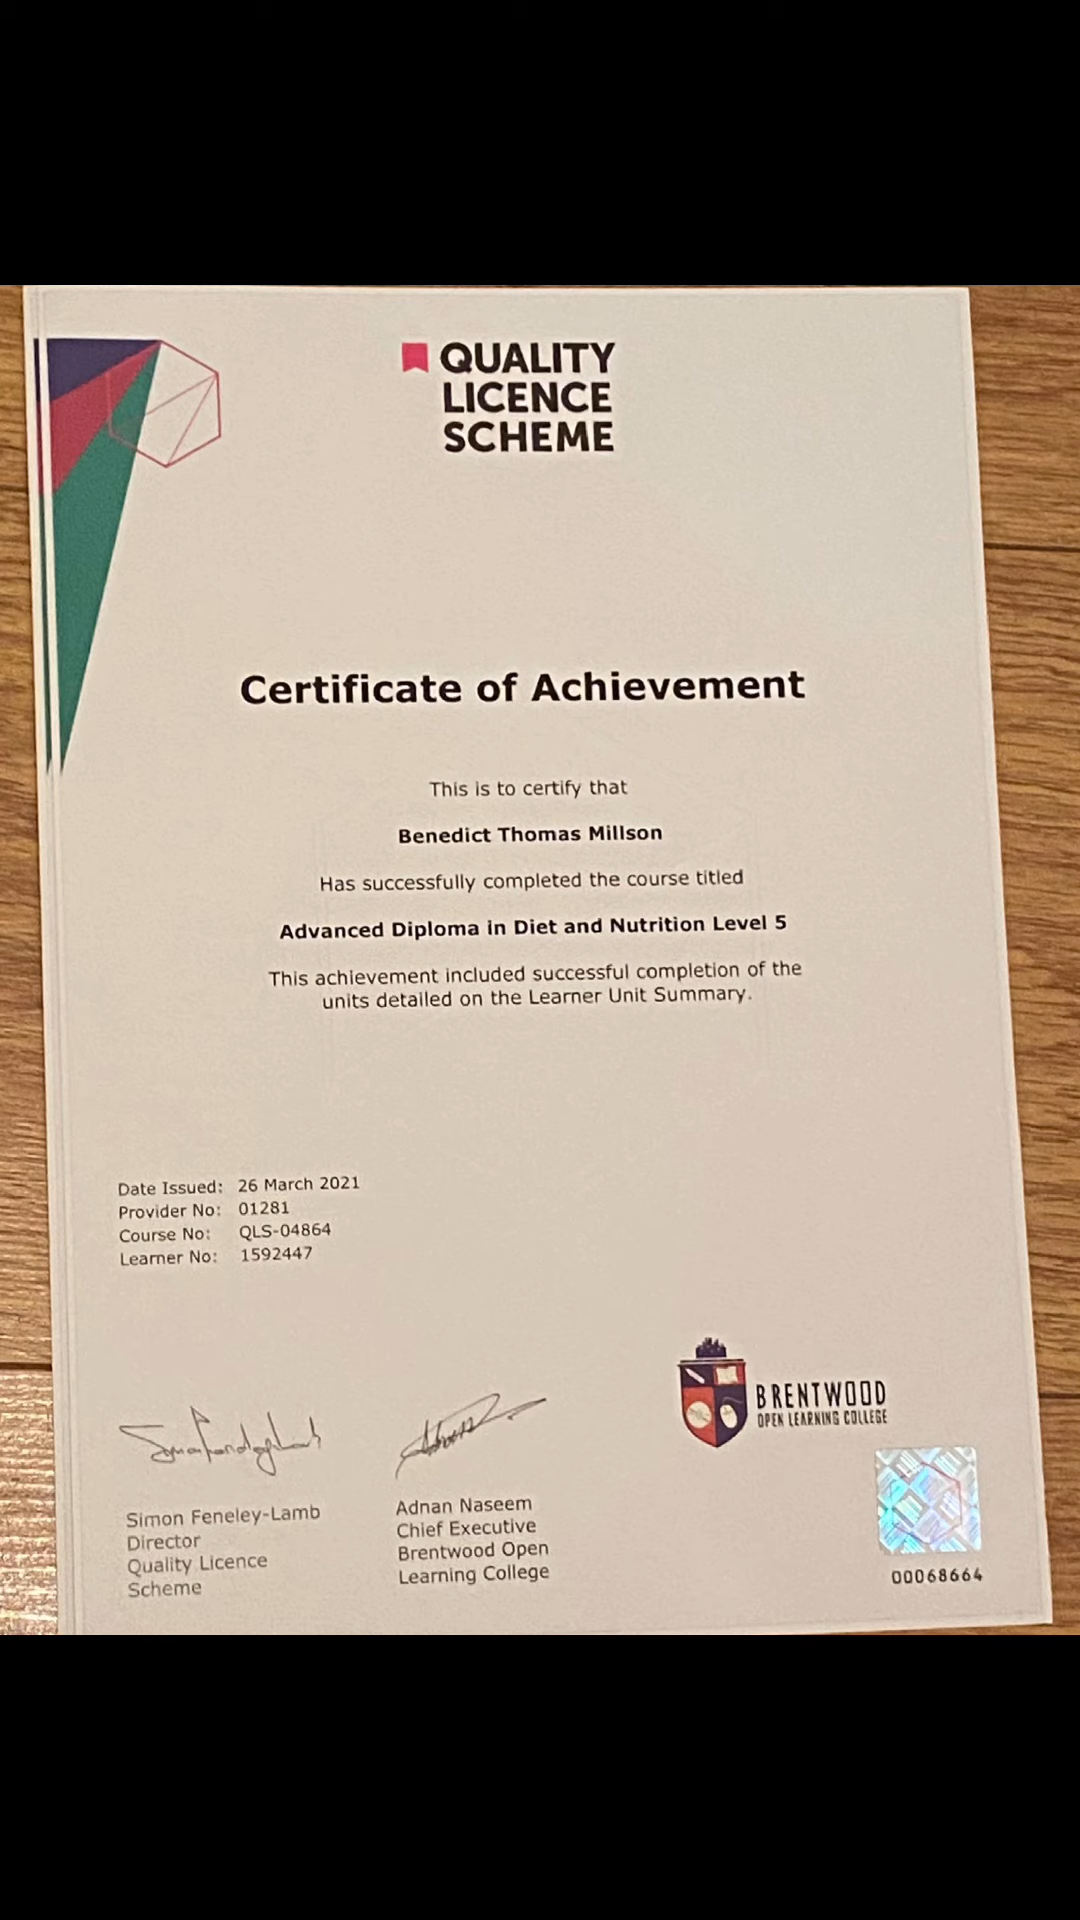 QUALITY
LICENCE
SCHEME
Certificate of Achievement
This is to certify that
Benedict Thomas Millson
Has successfully completed the course titled
Advanced Diploma in Diet and Nutrition Level 5
This achievement included successful completion of the
units detailed on the Learner Unit Summary.
Date Issued: 26 March 2021
Provider No: 01281
Course No: QLS-04864
Learner No: 1592447
Simon Feneley-Lamb
Director
Quality Licence
Scheme
Adnan Naseem
Chief Executive
Brentwood Open
Learning College
BRENTWOOD
OPEN LEARNING COLLEGE
00068664